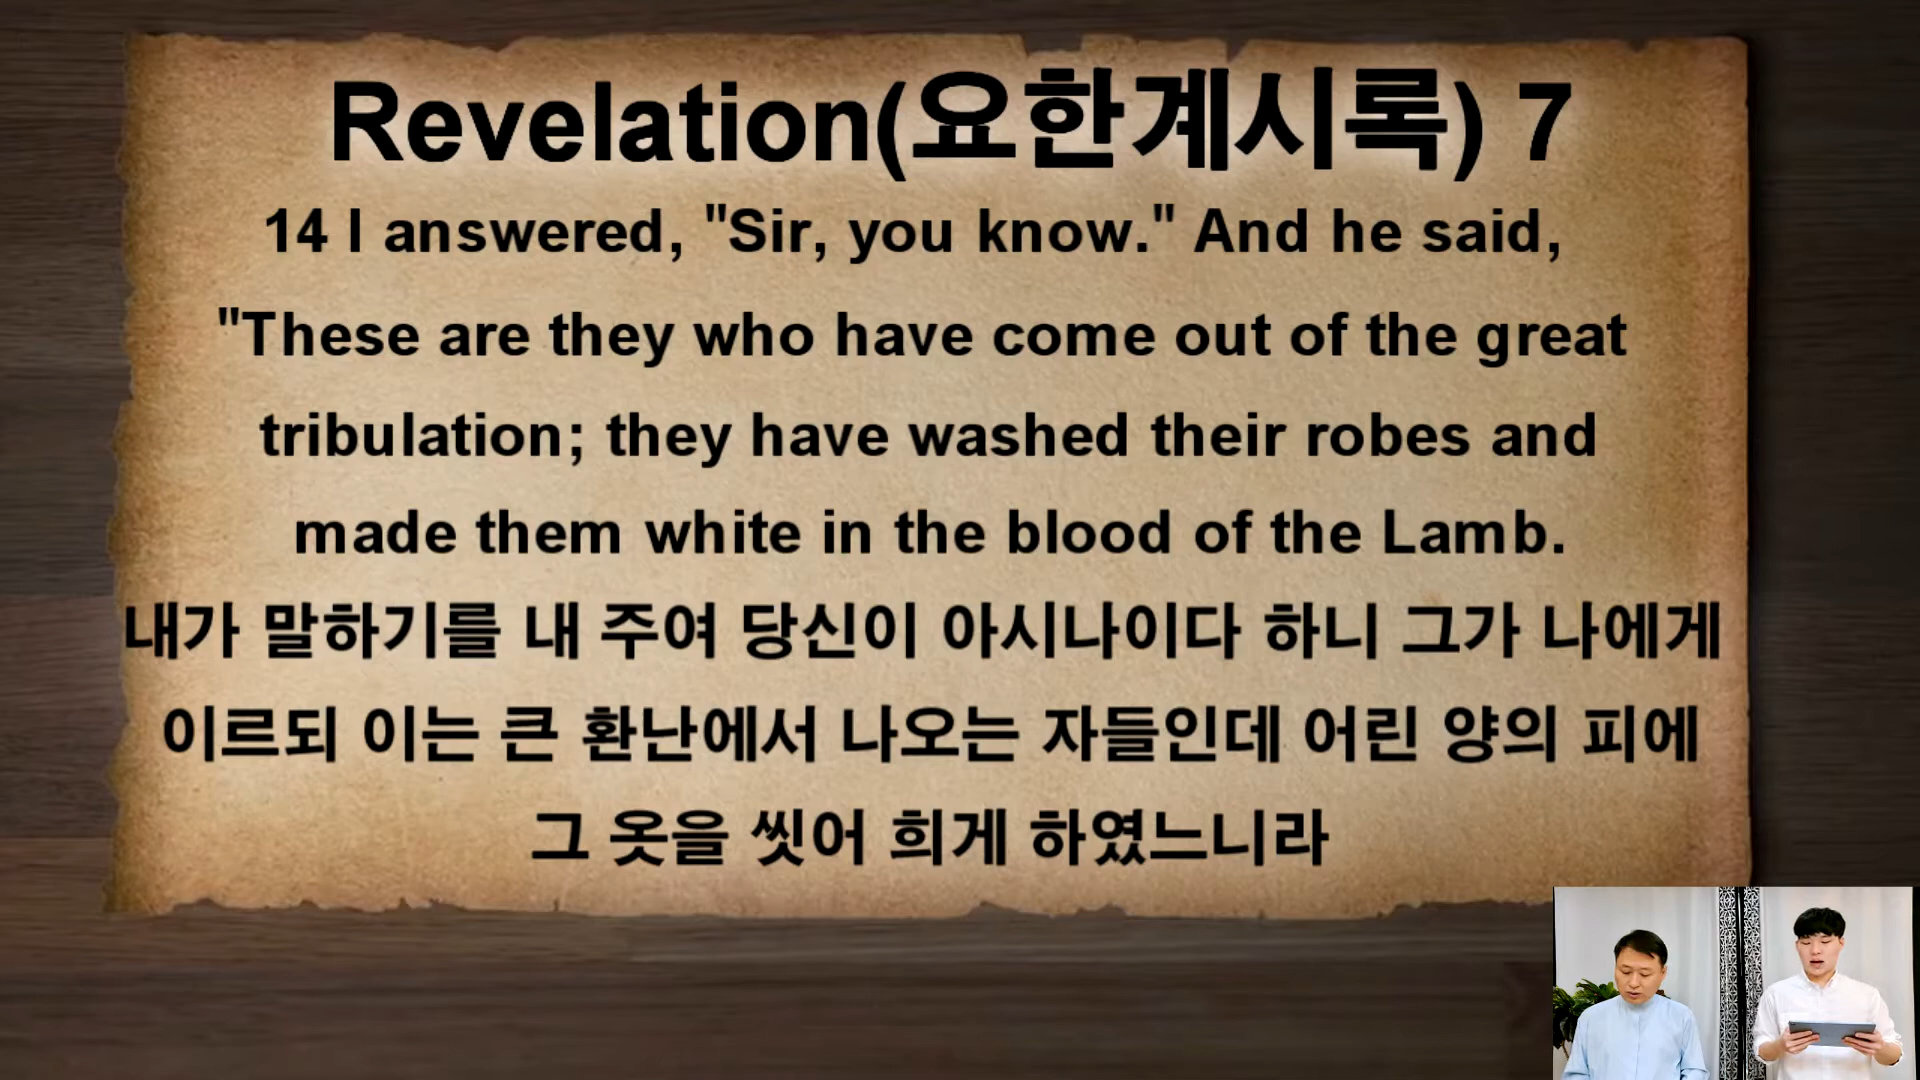 Revelation(요한계시록) 7
14 I answered, "Sir, you know." And he said,
"These are they who have come out of the great
tribulation; they have washed their robes and
made them white in the blood of the Lamb.
내가 말하기를 내 주여 당신이 아시나이다 하니 그가 나에게
이르되 이는 큰 환난에서 나오는 자들인데 어린 양의 피에
그 옷을 씻어 희게 하였느니라